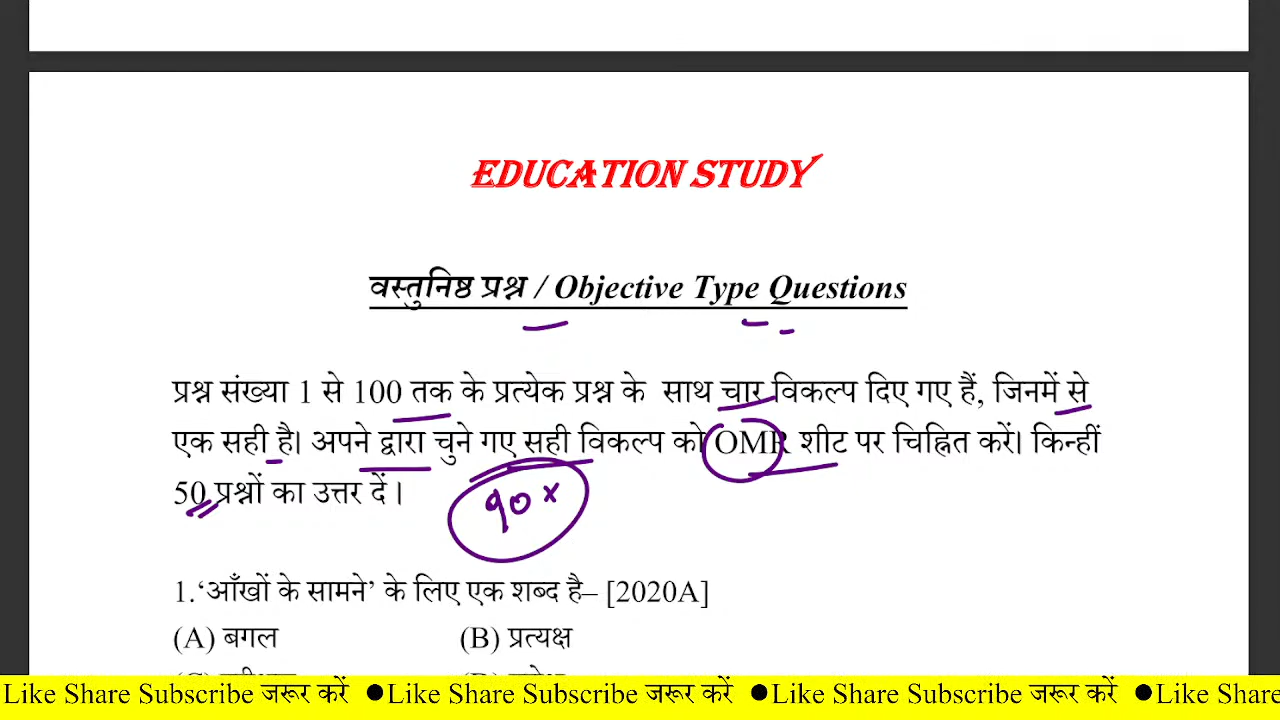 EDUCATION STUDY
वस्तुनिष्ठ प्रश्न / Objective Type Questions
प्रश्न संख्या 1 से 100 तक के प्रत्येक प्रश्न के साथ चार विकल्प दिए गए हैं, जिनमें से
एक सही है। अपने द्वारा चुने गए सही विकल्प को OMR शीट पर चिह्नित करें। किन्हीं
50 प्रश्नों का उत्तर दें।
90 x
1.‘आँखों के सामने’ के लिए एक शब्द है– [2020A]
(A) बगल (B) प्रत्यक्ष
Like Share Subscribe जरूर करें ●Like Share Subscribe जरूर करें ●Like Share Subscribe जरूर करें ●Like Share